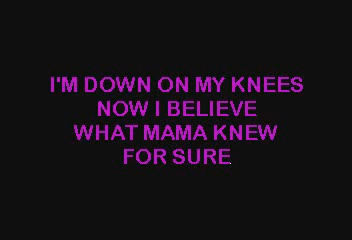 I'M DOWN ON MY KNEES
NOW I BELIEVE
WHAT MAMA KNEW
FOR SURE